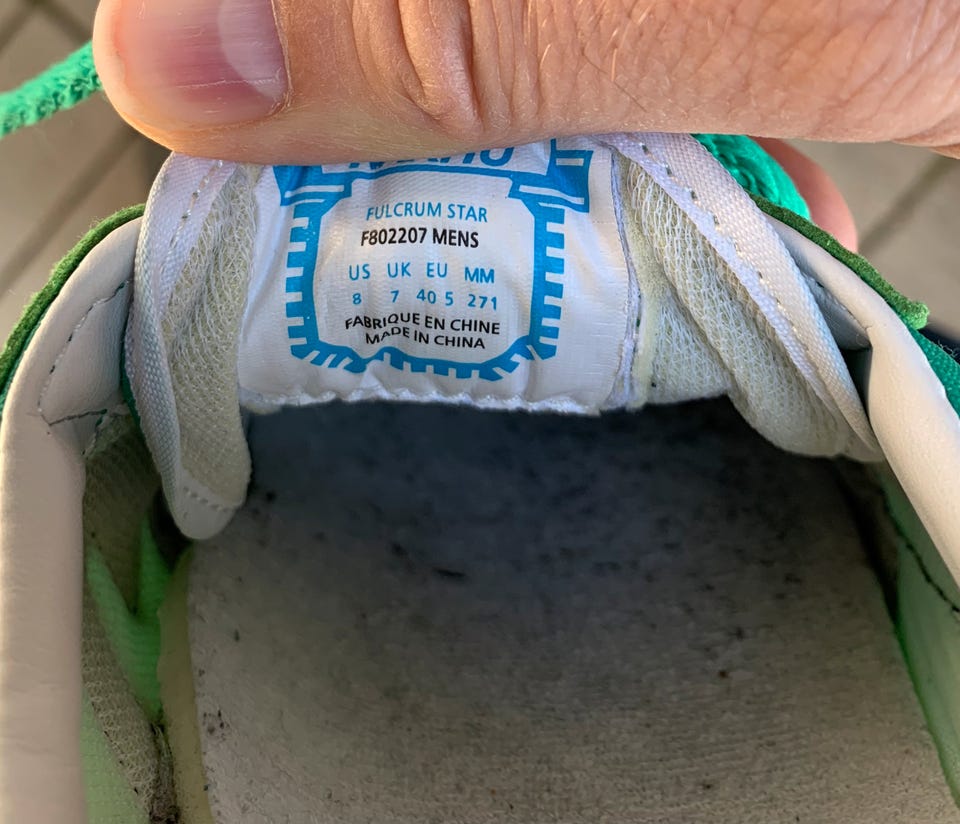 FULCRUM STAR
F802207 MENS
US UK EU MM
8 7 40 5 271
FABRIQUE EN CHINE
MADE IN CHINA